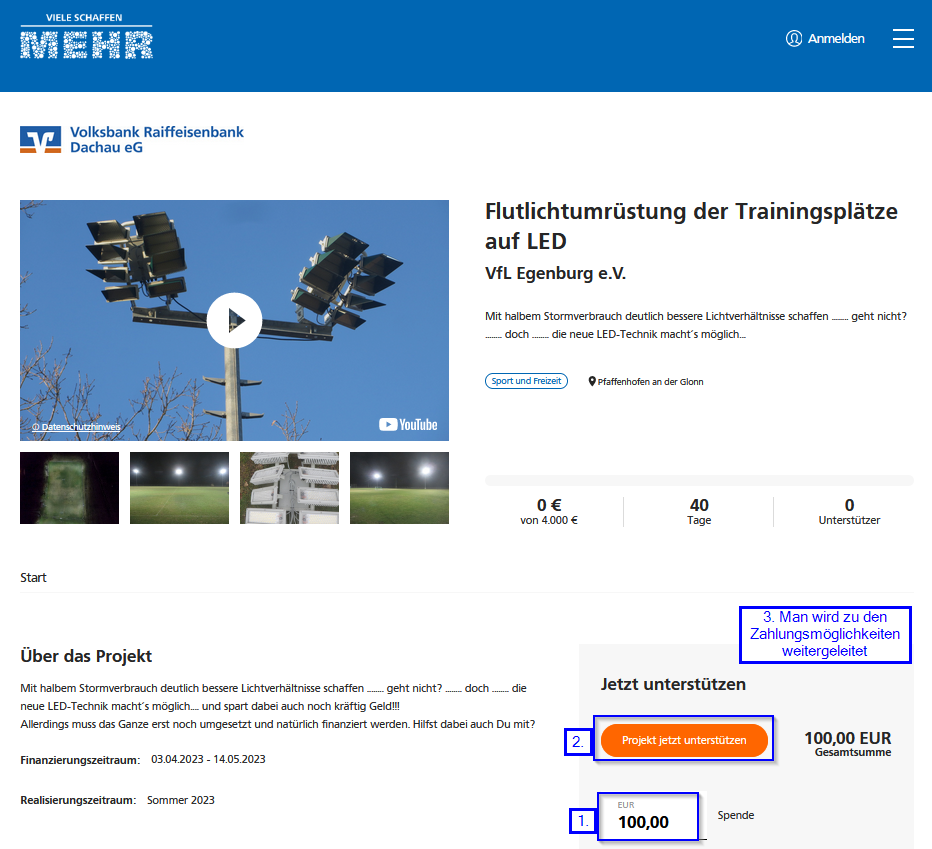 VIELE SCHAFFEN
MEHR
Anmelden
Volksbank Raiffeisenbank
Dachau eG
Flutlichtumrüstung der Trainingsplätze
auf LED
VfL Egenburg e.V.
Mit halbem Stormverbrauch deutlich bessere Lichtverhältnisse schaffen ........ geht nicht?
........ doch ........ die neue LED-Technik macht´s möglich...
Sport und Freizeit
Pfaffenhofen an der Glonn
Datenschutzhinweis
YouTube
0 €
von 4.000 €
40
Tage
0
Unterstützer
Start
3. Man wird zu den
Zahlungsmöglichkeiten
weitergeleitet
Über das Projekt
Mit halbem Stormverbrauch deutlich bessere Lichtverhältnisse schaffen ........ geht nicht? ........ doch ........ die
neue LED-Technik macht´s möglich.... und spart dabei auch noch kräftig Geld!!!
Allerdings muss das Ganze erst noch umgesetzt und natürlich finanziert werden. Hilfst dabei auch Du mit?
Finanzierungszeitraum: 03.04.2023 - 14.05.2023
Realisierungszeitraum: Sommer 2023
Jetzt unterstützen
2.
Projekt jetzt unterstützen
100,00 EUR
Gesamtsumme
1.
EUR
100,00
Spende